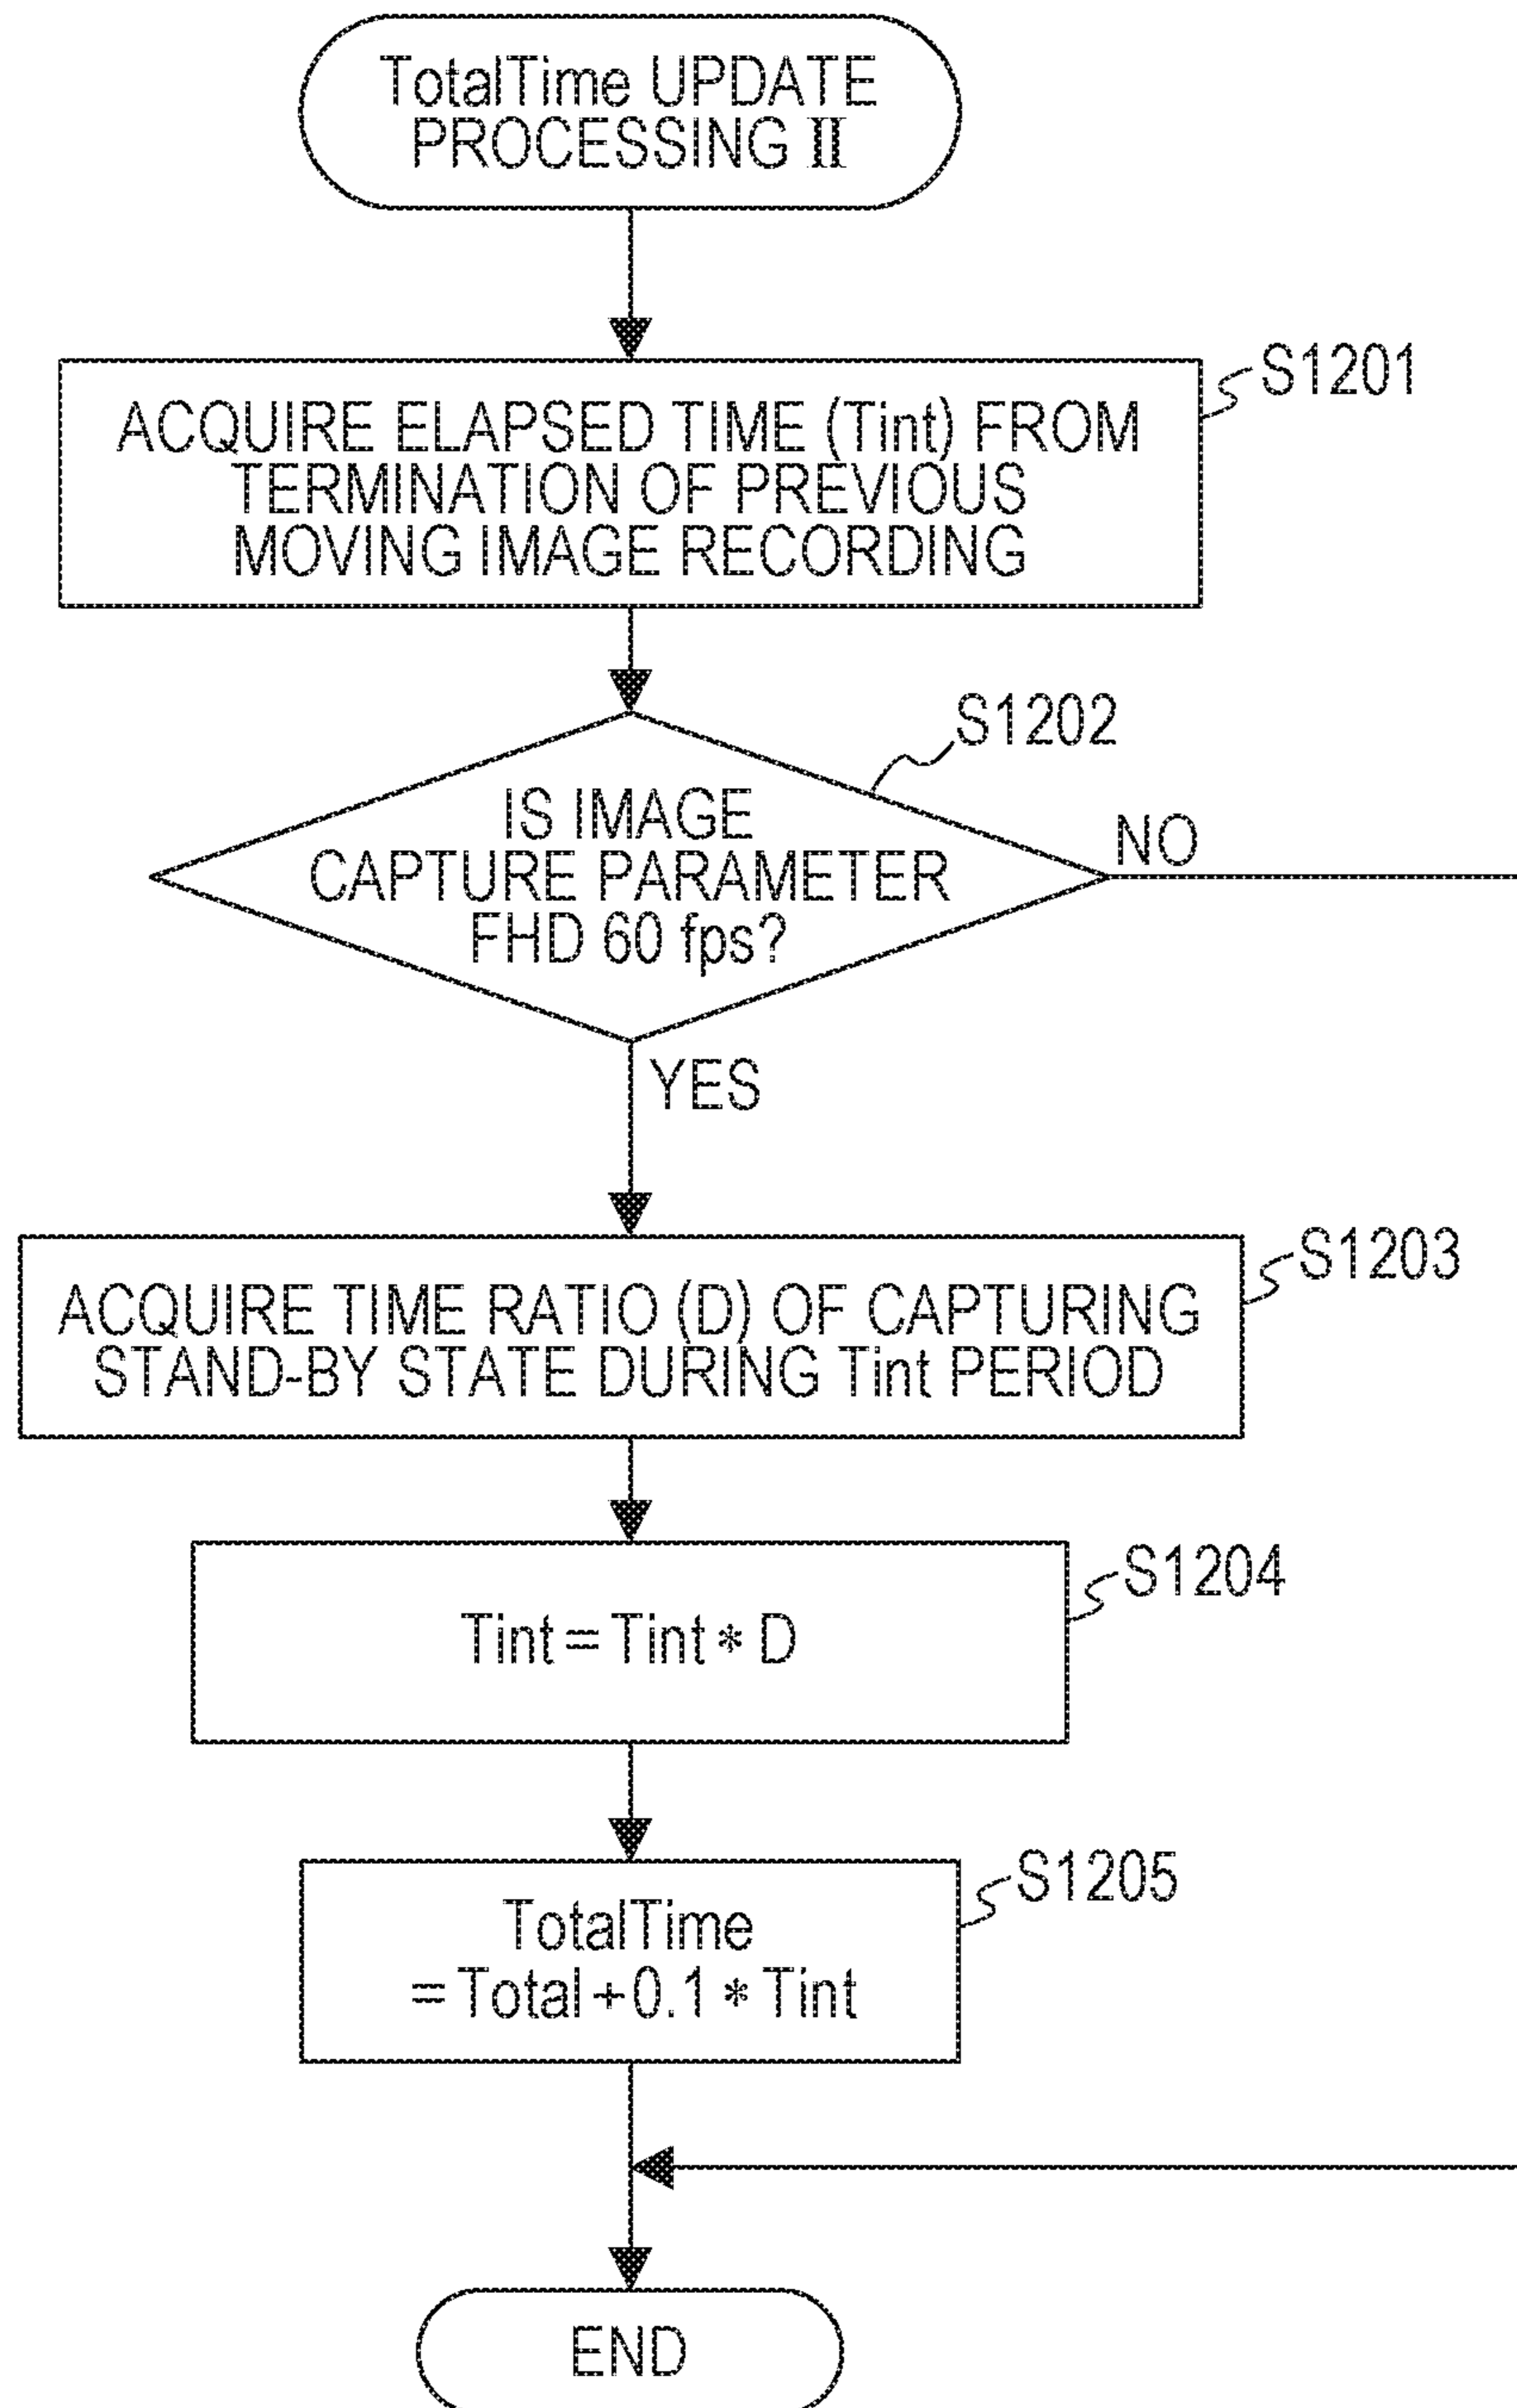 TotalTime UPDATE
PROCESSING II
S1201
ACQUIRE ELAPSED TIME (Tint) FROM
TERMINATION OF PREVIOUS
MOVING IMAGE RECORDING
S1202
IS IMAGE
CAPTURE PARAMETER
FHD 60 fps?
NO
YES
S1203
ACQUIRE TIME RATIO (D) OF CAPTURING
STAND-BY STATE DURING Tint PERIOD
S1204
Tint = Tint * D
S1205
TotalTime
= Total + 0.1 * Tint
END